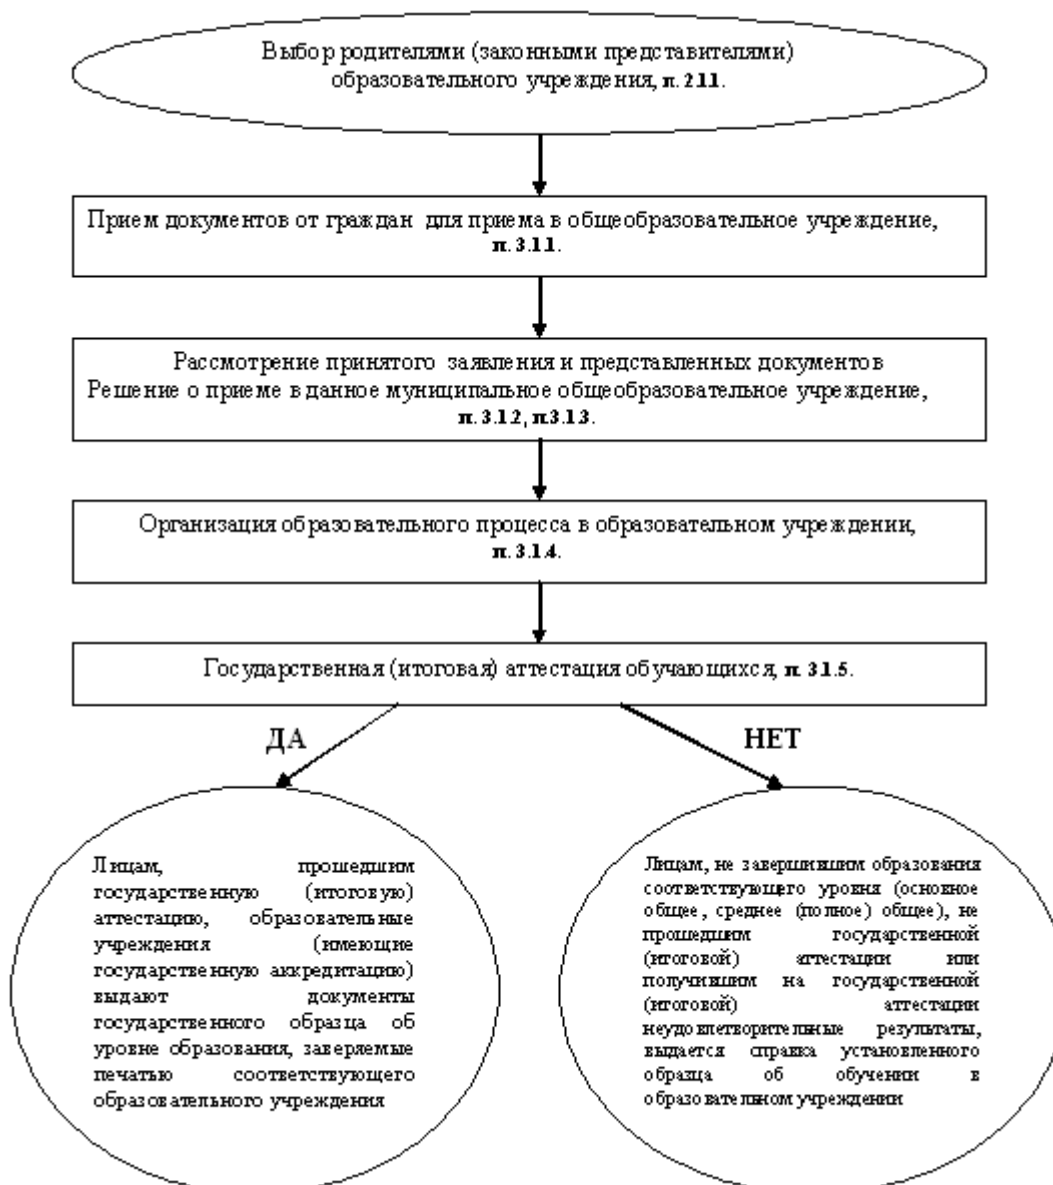 Выбор родителями (законными представителями)
образовательного учреждения, п. 2.1.1.
Прием документов от граждан для приема в общеобразовательное учреждение,
п. 3.1.1.
Рассмотрение принятого заявления и представленных документов
Решение о приеме в данное муниципальное общеобразовательное учреждение,
п. 3.1.2, п.3.1.3.
Организация образовательного процесса в образовательном учреждении,
п. 3.1.4.
Государственная (итоговая) аттестация обучающихся, п. 3.1.5.
ДА
НЕТ
Лицам, прошедшим
государственную (итоговую)
аттестацию, образовательные
учреждения (имеющие
государственную аккредитацию)
выдают документы
государственного образца об
уровне образования, заверяемые
печатью соответствующего
образовательного учреждения
Лицам, не завершившим образования
соответствующего уровня (основное
общее, среднее (полное) общее), не
прошедшим государственной
(итоговой) аттестации или
получившим на государственной
(итоговой) аттестации
неудовлетворительные результаты,
выдается справка установленного
образца об обучении в
образовательном учреждении